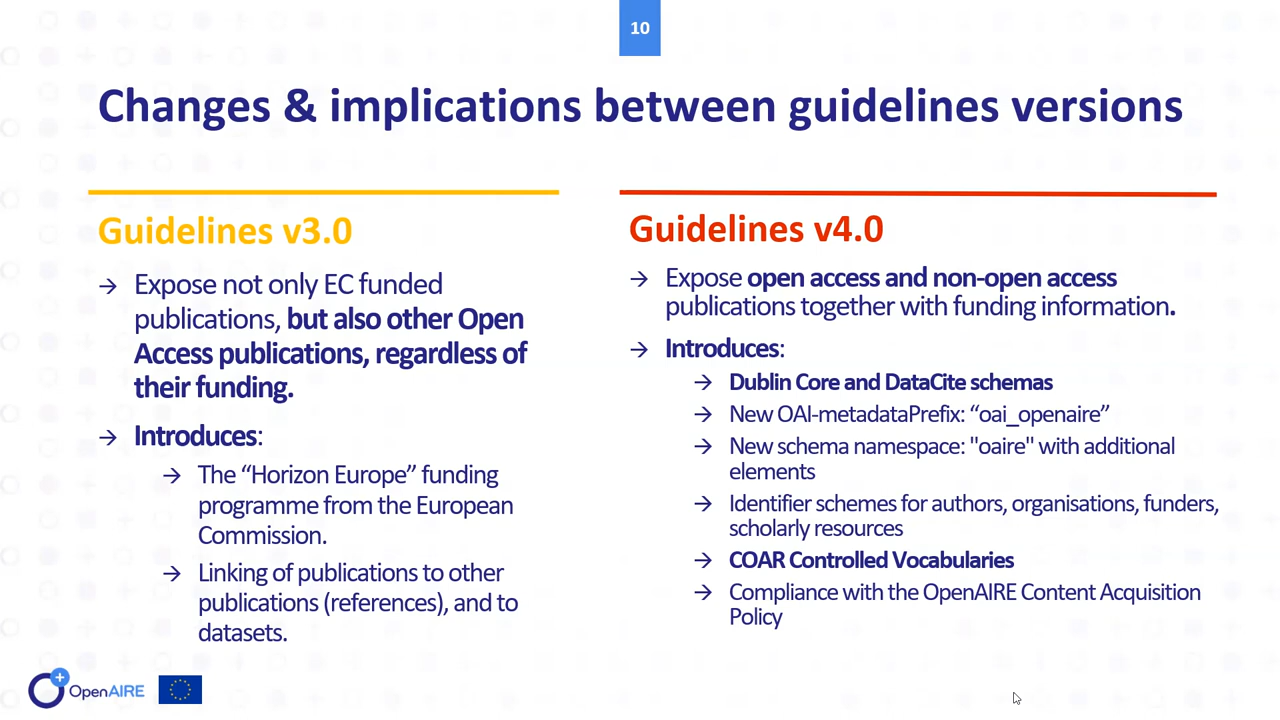 10
Changes & implications between guidelines versions
Guidelines v3.0
→ Expose not only EC funded
publications, but also other Open
Access publications, regardless of
their funding.
→ Introduces:
→ The “Horizon Europe” funding
programme from the European
Commission.
→ Linking of publications to other
publications (references), and to
datasets.
Guidelines v4.0
→ Expose open access and non-open access
publications together with funding information.
→ Introduces:
→ Dublin Core and DataCite schemas
→ New OAI-metadataPrefix: “oai_openaire”
→ New schema namespace: "oaire" with additional
elements
→ Identifier schemes for authors, organisations, funders,
scholarly resources
→ COAR Controlled Vocabularies
→ Compliance with the OpenAIRE Content Acquisition
Policy
OpenAIRE